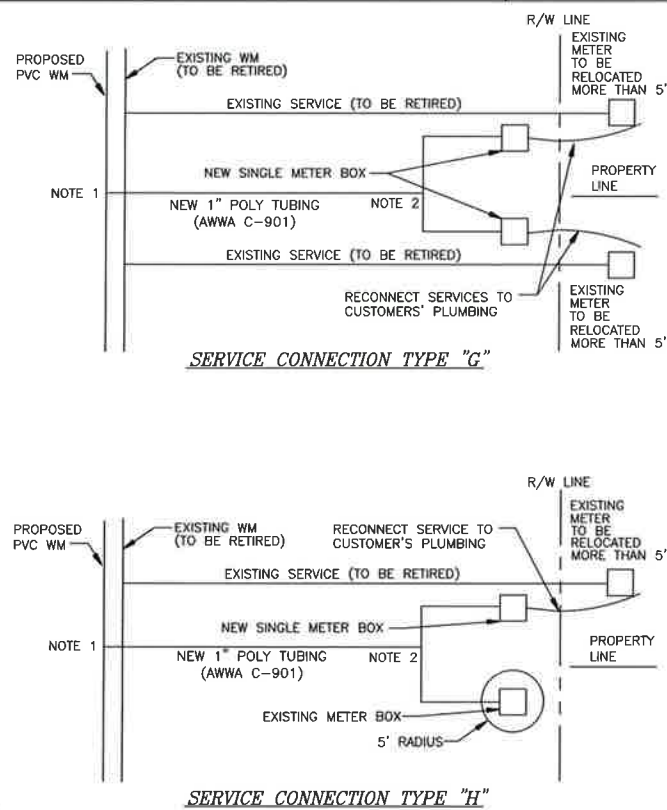 R/W LINE
PROPOSED
PVC WM
EXISTING WM
(TO BE RETIRED)
EXISTING
METER
TO BE
RELOCATED
MORE THAN 5'
EXISTING SERVICE (TO BE RETIRED)
NEW SINGLE METER BOX
PROPERTY
LINE
NOTE 1
NEW 1" POLY TUBING
(AWWA C-901)
NOTE 2
EXISTING SERVICE (TO BE RETIRED)
RECONNECT SERVICES TO
CUSTOMERS' PLUMBING
EXISTING
METER
TO BE
RELOCATED
MORE THAN 5'
SERVICE CONNECTION TYPE "G"
R/W LINE
PROPOSED
PVC WM
EXISTING WM
(TO BE RETIRED)
RECONNECT SERVICE TO
CUSTOMER'S PLUMBING
EXISTING
METER
TO BE
RELOCATED
MORE THAN 5'
EXISTING SERVICE (TO BE RETIRED)
NEW SINGLE METER BOX
NOTE 1
NEW 1" POLY TUBING
(AWWA C-901)
NOTE 2
PROPERTY
LINE
EXISTING METER BOX
5' RADIUS
SERVICE CONNECTION TYPE "H"